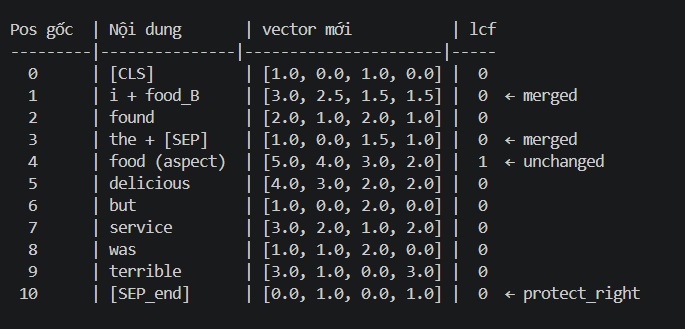 Pos gốc  | Nội dung      | vector mới           | lcf
---------|---------------|----------------------|-----
  0      | [CLS]         | [1.0, 0.0, 1.0, 0.0] |  0
  1      | i + food_B    | [3.0, 2.5, 1.5, 1.5] |  0  ← merged
  2      | found         | [2.0, 1.0, 2.0, 1.0] |  0
  3      | the + [SEP]   | [1.0, 0.0, 1.5, 1.0] |  0  ← merged
  4      | food (aspect) | [5.0, 4.0, 3.0, 2.0] |  1  ← unchanged
  5      | delicious     | [4.0, 3.0, 2.0, 2.0] |  0
  6      | but           | [1.0, 0.0, 2.0, 0.0] |  0
  7      | service       | [3.0, 2.0, 1.0, 2.0] |  0
  8      | was           | [1.0, 1.0, 2.0, 0.0] |  0
  9      | terrible      | [3.0, 1.0, 0.0, 3.0] |  0
 10      | [SEP_end]     | [0.0, 1.0, 0.0, 1.0] |  0  ← protect_right